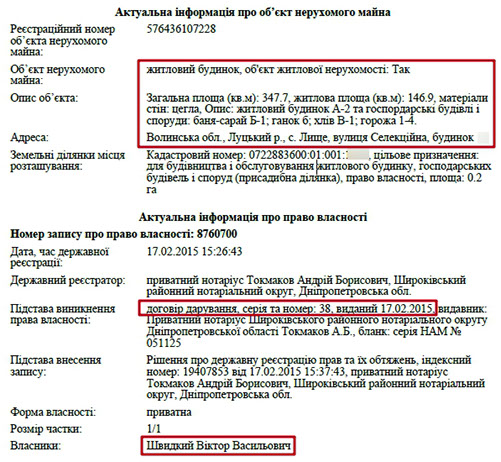 Актуальна інформація про об’єкт нерухомого майна
Реєстраційний номер 576436107228
об’єкта нерухомого
майна:
Об’єкт нерухомого житловий будинок, об'єкт житлової нерухомості: Так
майна:
Опис об’єкта: Загальна площа (кв.м): 347.7, житлова площа (кв.м): 146.9, матеріали
стін: цегла, Опис: житловий будинок А-2 та господрарські будівлі і
споруди: баня-сарай Б-1; ганок б; хлів В-1; горожа 1-4.
Адреса: Волинська обл., Луцький р., с. Лище, вулиця Селекційна, будинок
Земельні ділянки місця Кадастровий номер: 0722883600:01:001:1 , цільове призначення:
розташування: для будівництва і обслуговування житлового будинку, господарських
будівель і споруд (присадибна ділянка), право власності, площа: 0.2
га
Актуальна інформація про право власності
Номер запису про право власності: 8760700
Дата, час державної 17.02.2015 15:26:43
реєстрації:
Державний реєстратор: приватний нотаріус Токмаков Андрій Борисович, Широківський
районний нотаріальний округ, Дніпропетровська обл.
Підстава виникнення договір дарування, серія та номер: 38, виданий 17.02.2015, видавник:
права власності: Приватний нотаріус Широківського районного нотаріального округу
Дніпропетровської області Токмаков А.Б., бланк: серія НАМ №
051125
Підстава внесення Рішення про державну реєстрацію прав та їх обтяжень, індексний
запису: номер: 19407853 від 17.02.2015 15:37:43, приватний нотаріус
Токмаков Андрій Борисович, Широківський районний нотаріальний
округ, Дніпропетровська обл.
Форма власності: приватна
Розмір частки: 1/1
Власники: Швидкий Віктор Васильович